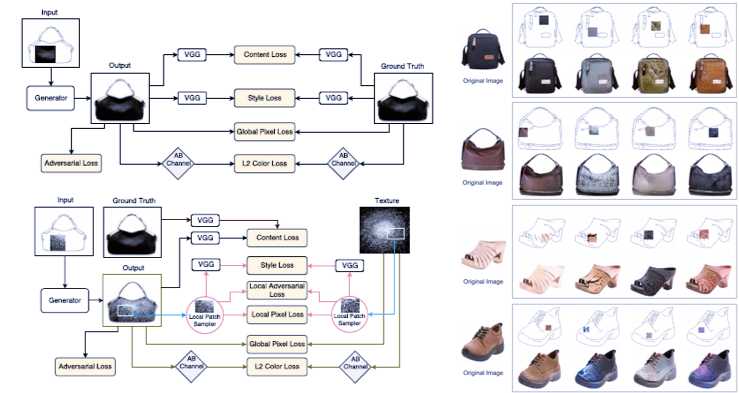 Input
Output
Ground Truth
Generator
VGG
Content Loss
VGG
VGG
Style Loss
VGG
Global Pixel Loss
Adversarial Loss
AB
Channel
L2 Color Loss
AB
Channel
Input
Ground Truth
Texture
VGG
VGG
Content Loss
Output
VGG
Style Loss
VGG
Generator
Local Adversarial
Loss
Local Patch
Sampler
Local Pixel Loss
Local Patch
Sampler
Global Pixel Loss
Adversarial Loss
AB
Channel
L2 Color Loss
AB
Channel
Original Image
Original Image
Original Image
Original Image